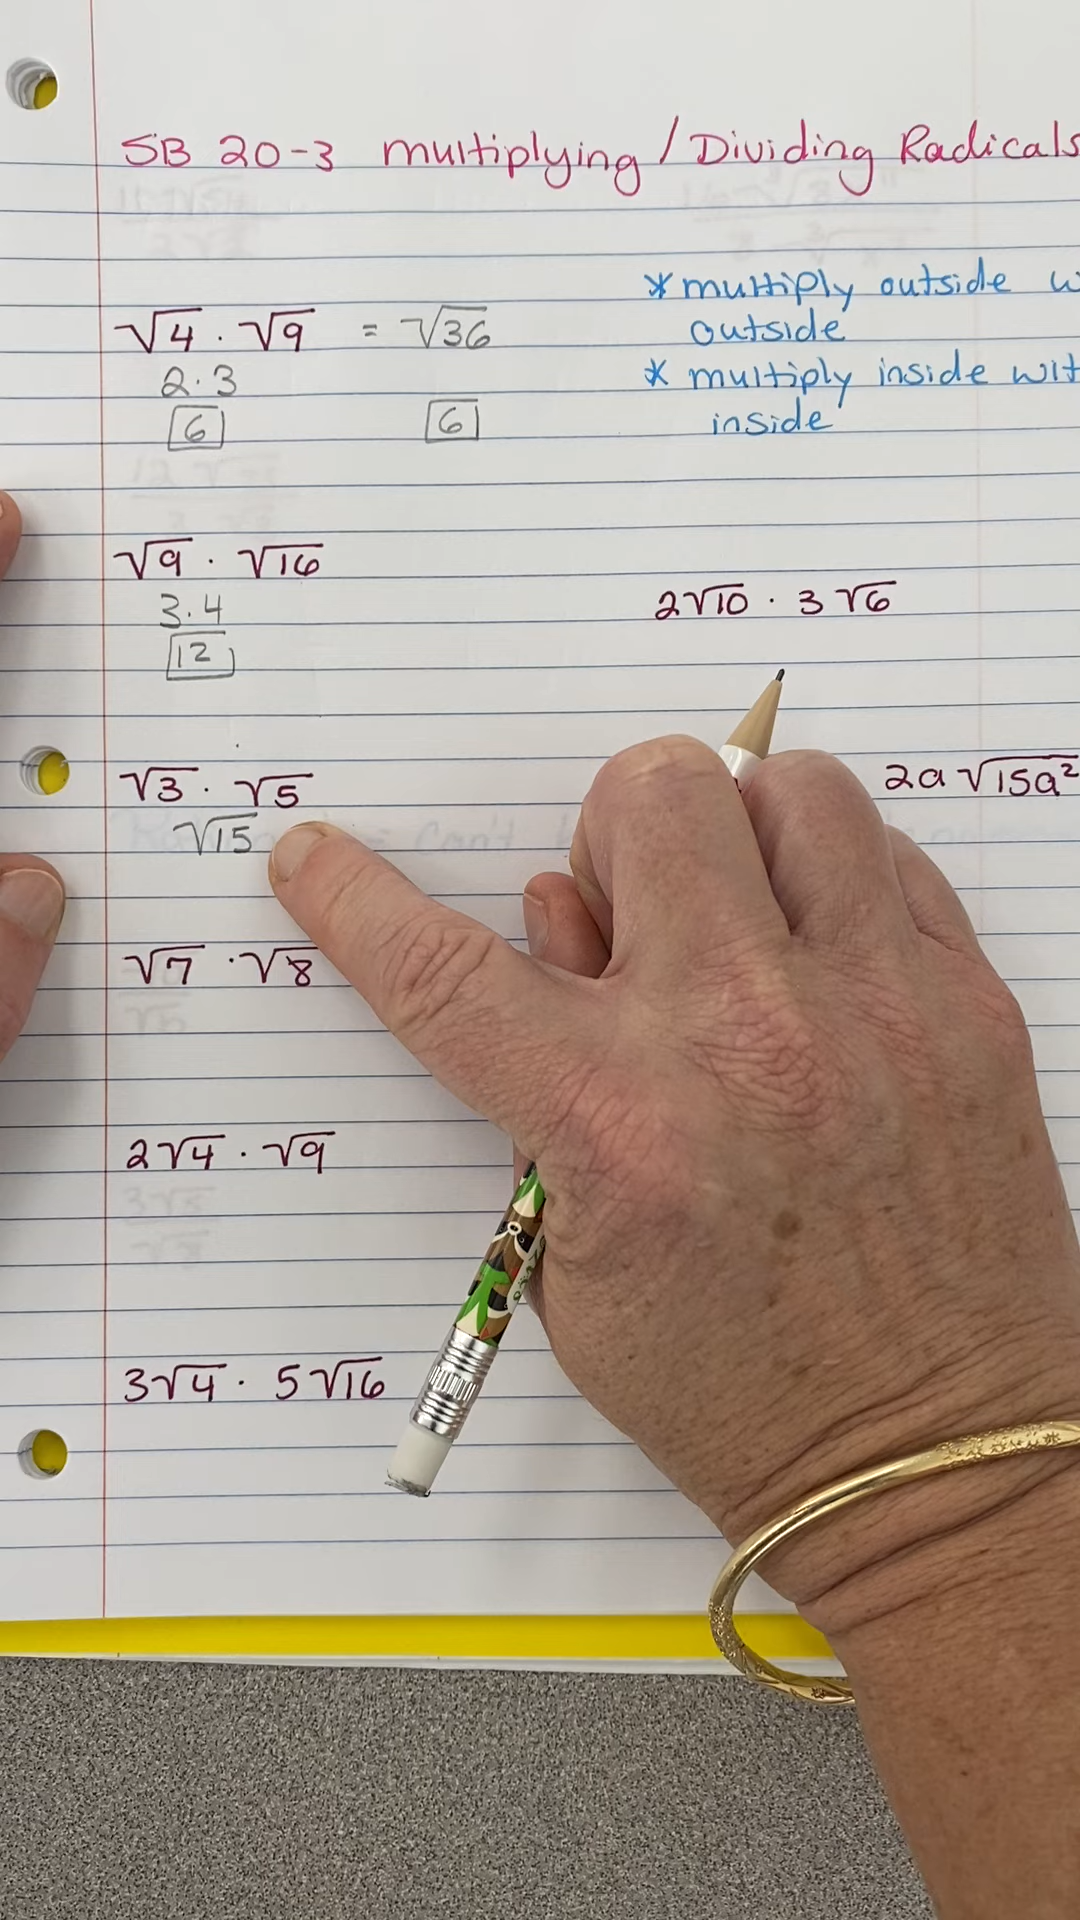 SB 20-3 multiplying / Dividing Radicals
√4 · √9 = √36
2·3
6 6
* multiply outside w
outside
* multiply inside wit
inside
√9 · √16
3·4
12
2√10 · 3√6
√3 · √5
√15
2a√15a²
√7 · √8
2√4 · √9
3√4 · 5√16